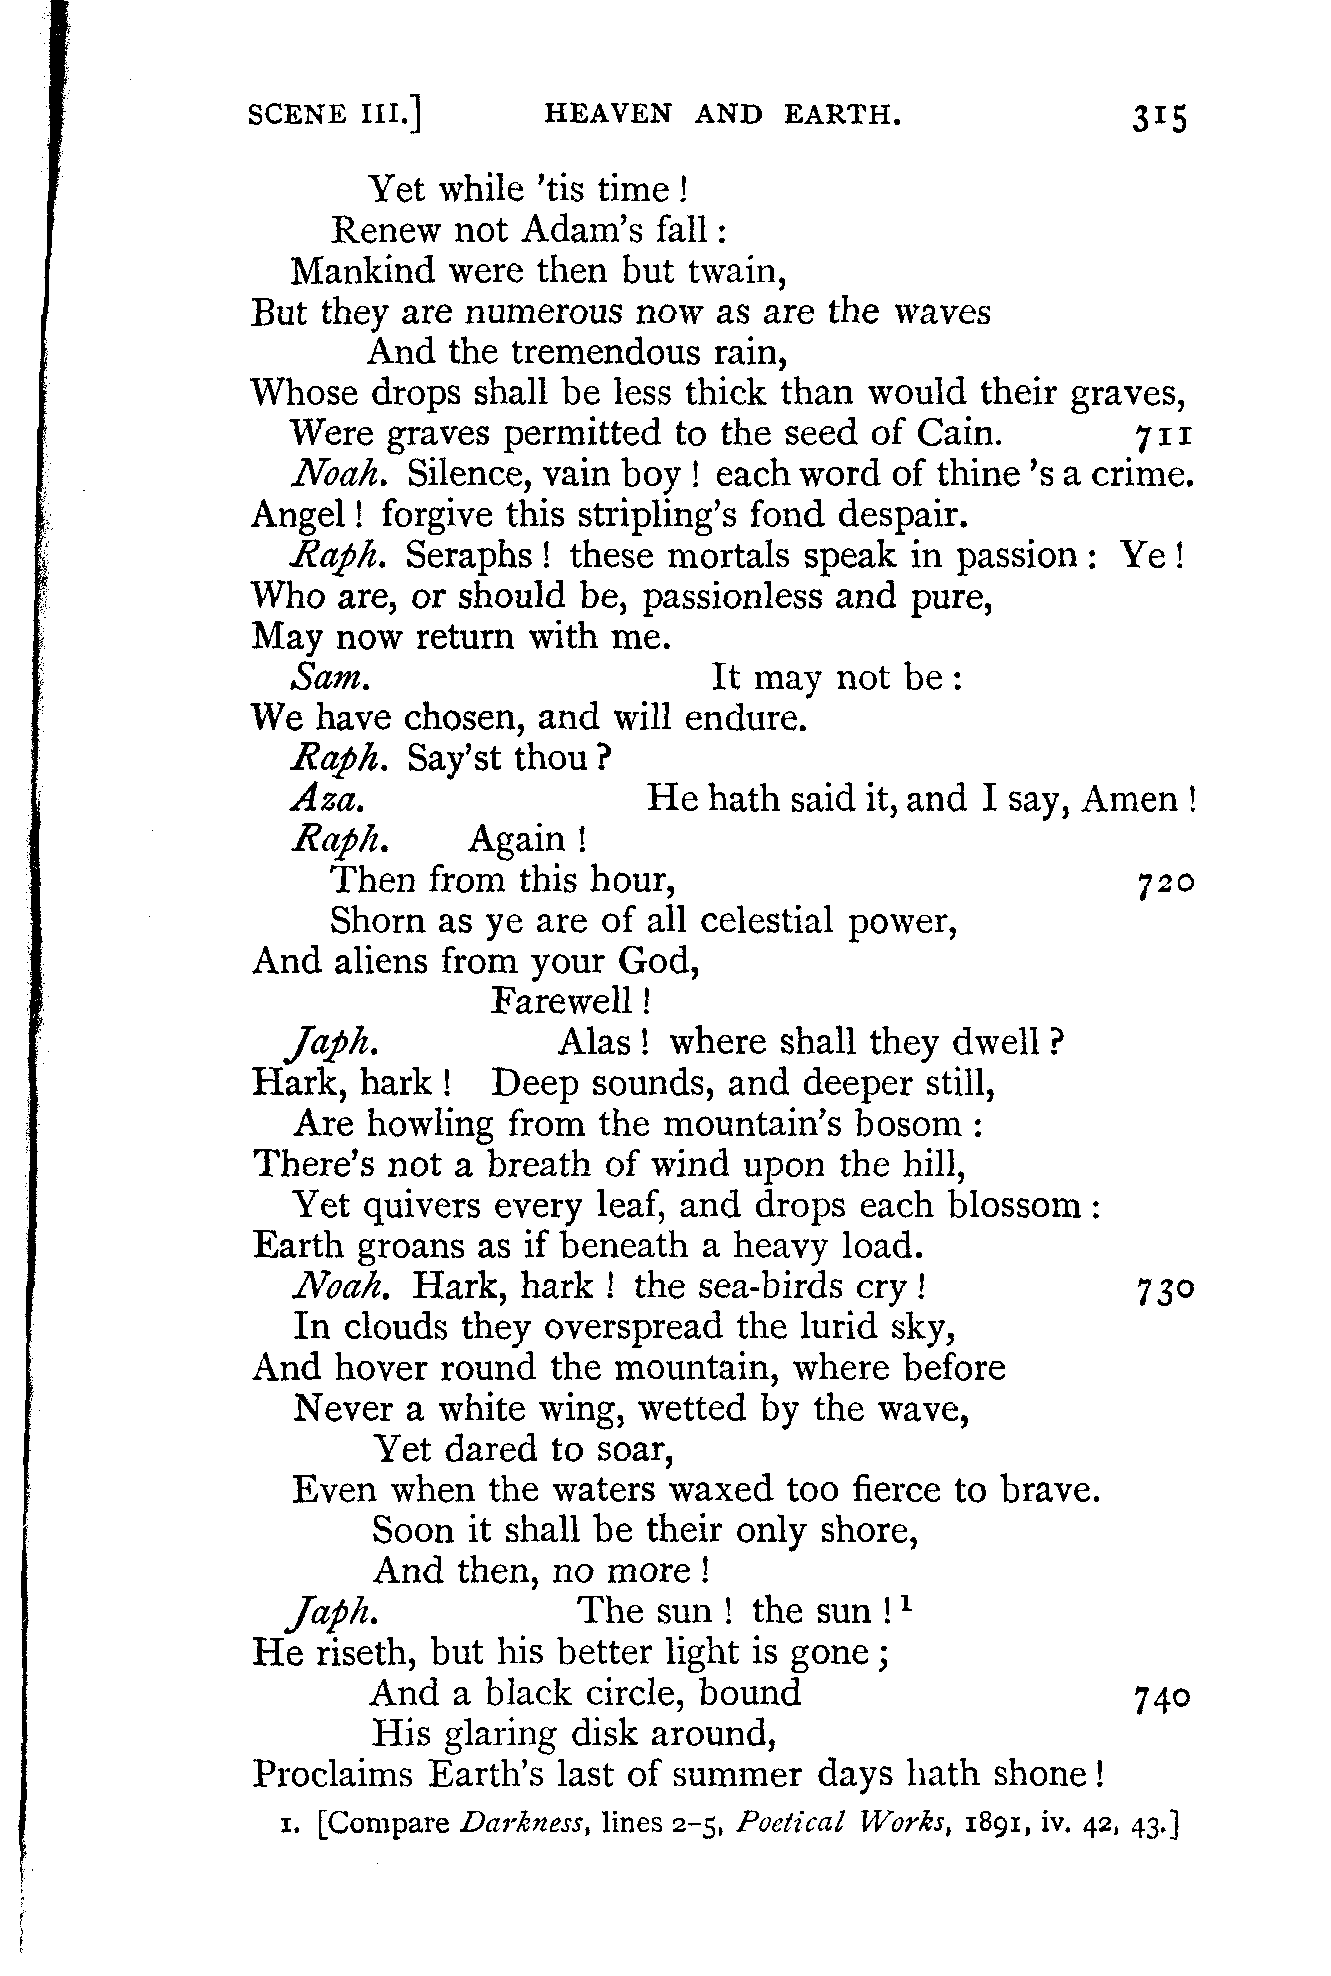 SCENE III.] HEAVEN AND EARTH. 315
Yet while 'tis time !
Renew not Adam's fall :
Mankind were then but twain,
But they are numerous now as are the waves
And the tremendous rain,
Whose drops shall be less thick than would their graves,
Were graves permitted to the seed of Cain. 711
Noah. Silence, vain boy ! each word of thine 's a crime.
Angel ! forgive this stripling's fond despair.
Raph. Seraphs ! these mortals speak in passion : Ye !
Who are, or should be, passionless and pure,
May now return with me.
Sam. It may not be :
We have chosen, and will endure.
Raph. Say'st thou ?
Aza. He hath said it, and I say, Amen !
Raph. Again !
Then from this hour, 720
Shorn as ye are of all celestial power,
And aliens from your God,
Farewell !
Japh. Alas ! where shall they dwell ?
Hark, hark ! Deep sounds, and deeper still,
Are howling from the mountain's bosom :
There's not a breath of wind upon the hill,
Yet quivers every leaf, and drops each blossom :
Earth groans as if beneath a heavy load.
Noah. Hark, hark ! the sea-birds cry ! 730
In clouds they overspread the lurid sky,
And hover round the mountain, where before
Never a white wing, wetted by the wave,
Yet dared to soar,
Even when the waters waxed too fierce to brave.
Soon it shall be their only shore,
And then, no more !
Japh. The sun ! the sun ! 1
He riseth, but his better light is gone ;
And a black circle, bound 740
His glaring disk around,
Proclaims Earth's last of summer days hath shone !
1. [Compare Darkness, lines 2-5, Poetical Works, 1891, iv. 42, 43.]